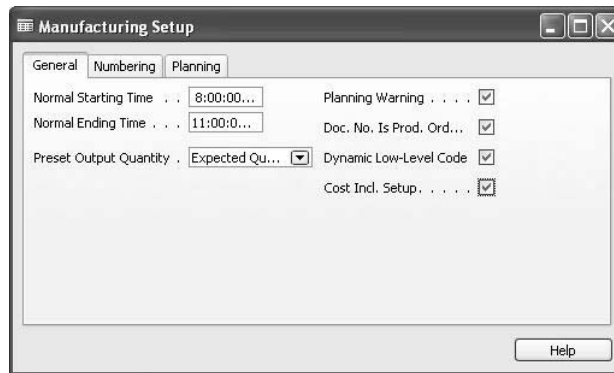 Manufacturing Setup
General Numbering Planning
Normal Starting Time . . 8:00:00...
Normal Ending Time . . . 11:00:0...
Preset Output Quantity . Expected Qu...
Planning Warning . . . .
Doc. No. Is Prod. Ord...
Dynamic Low-Level Code
Cost Incl. Setup. . . . .
Help